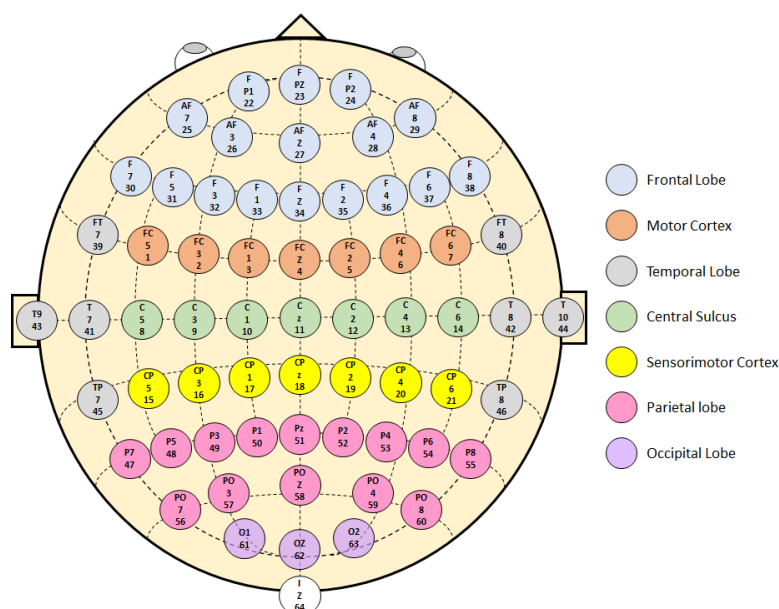 F
PZ
23
F
P1
22
F
P2
24
AF
7
25
AF
3
26
AF
Z
27
AF
4
28
AF
8
29
F
7
30
F
5
31
F
3
32
F
1
33
F
Z
34
F
2
35
F
4
36
F
6
37
F
8
38
FT
7
39
FC
5
1
FC
3
2
FC
1
3
FC
Z
4
FC
2
5
FC
4
6
FC
6
7
FT
8
40
T9
43
T
7
41
C
5
8
C
3
9
C
1
10
C
z
11
C
2
12
C
4
13
C
6
14
T
8
42
T
10
44
TP
7
45
CP
5
15
CP
3
16
CP
1
17
CP
z
18
CP
2
19
CP
4
20
CP
6
21
TP
8
46
P7
47
P5
48
P3
49
P1
50
Pz
51
P2
52
P4
53
P6
54
P8
55
PO
7
56
PO
3
57
PO
Z
58
PO
4
59
PO
8
60
O1
61
OZ
62
O2
63
I
Z
64
Frontal Lobe
Motor Cortex
Temporal Lobe
Central Sulcus
Sensorimotor Cortex
Parietal lobe
Occipital Lobe